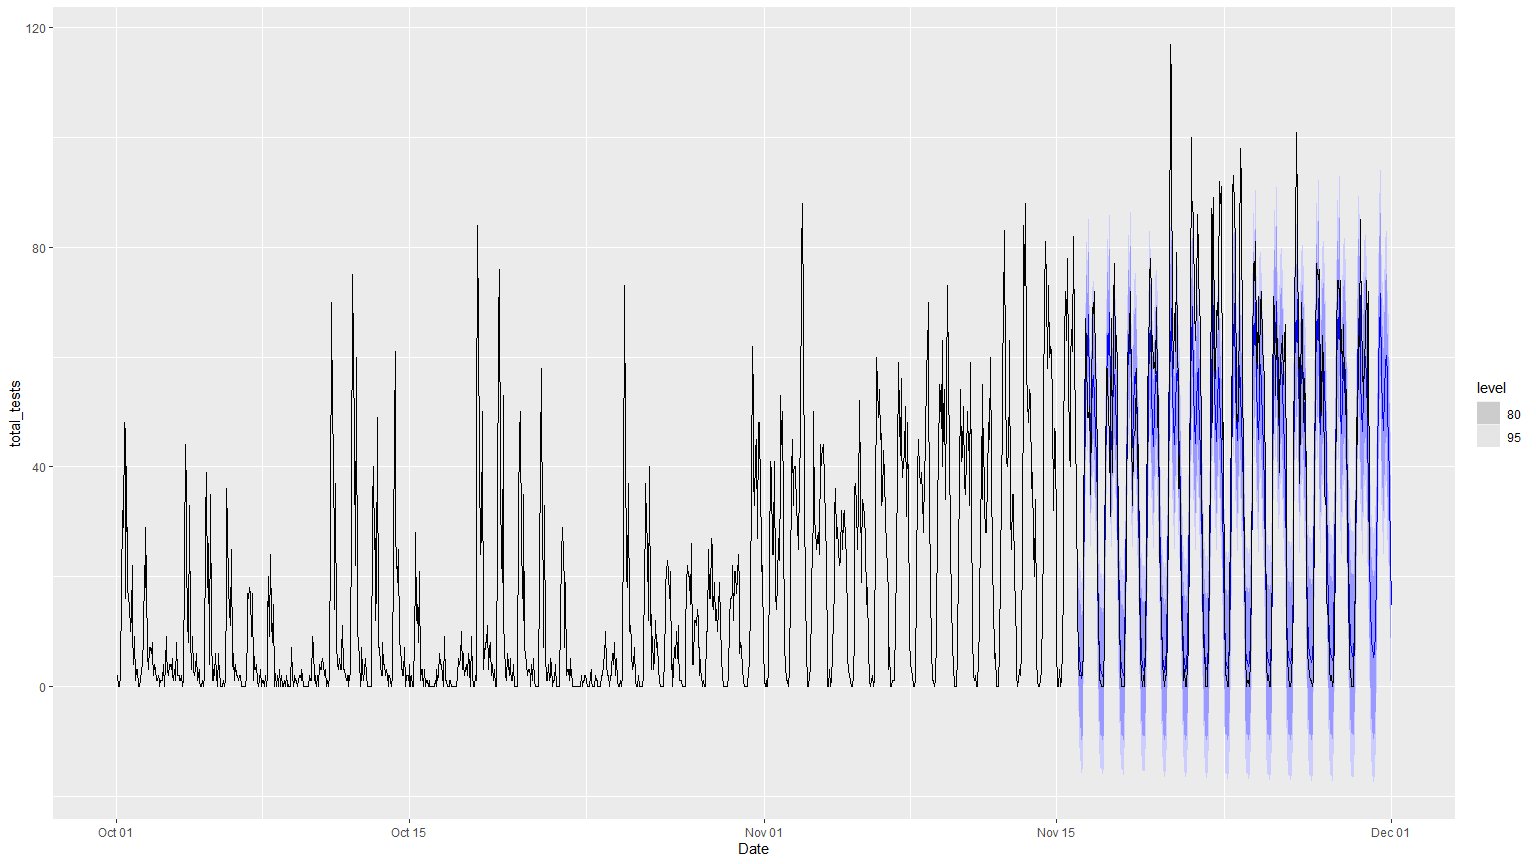 120
80
40
0
total_tests
Oct 01
Oct 15
Nov 01
Nov 15
Dec 01
Date
level
80
95